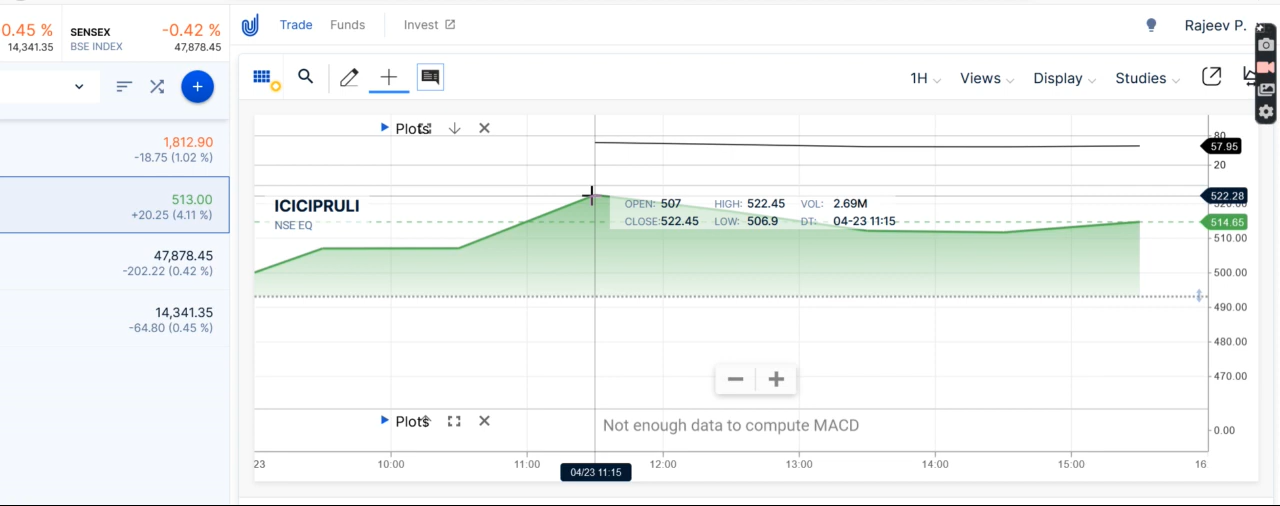 0.45 % SENSEX -0.42 %
14,341.35 BSE INDEX 47,878.45
Trade Funds Invest Rajeev P.
1H Views Display Studies
1,812.90
-18.75 (1.02 %)
513.00
+20.25 (4.11 %)
47,878.45
-202.22 (0.42 %)
14,341.35
-64.80 (0.45 %)
Plots
80
57.95
20
ICICIPRULI
NSE EQ
OPEN: 507 HIGH: 522.45 VOL: 2.69M
CLOSE:522.45 LOW: 506.9 DT: 04-23 11:15
522.28
520.00
514.65
510.00
500.00
490.00
480.00
470.00
Plots
Not enough data to compute MACD
0.00
23 10:00 11:00 12:00 13:00 14:00 15:00 16
04/23 11:15